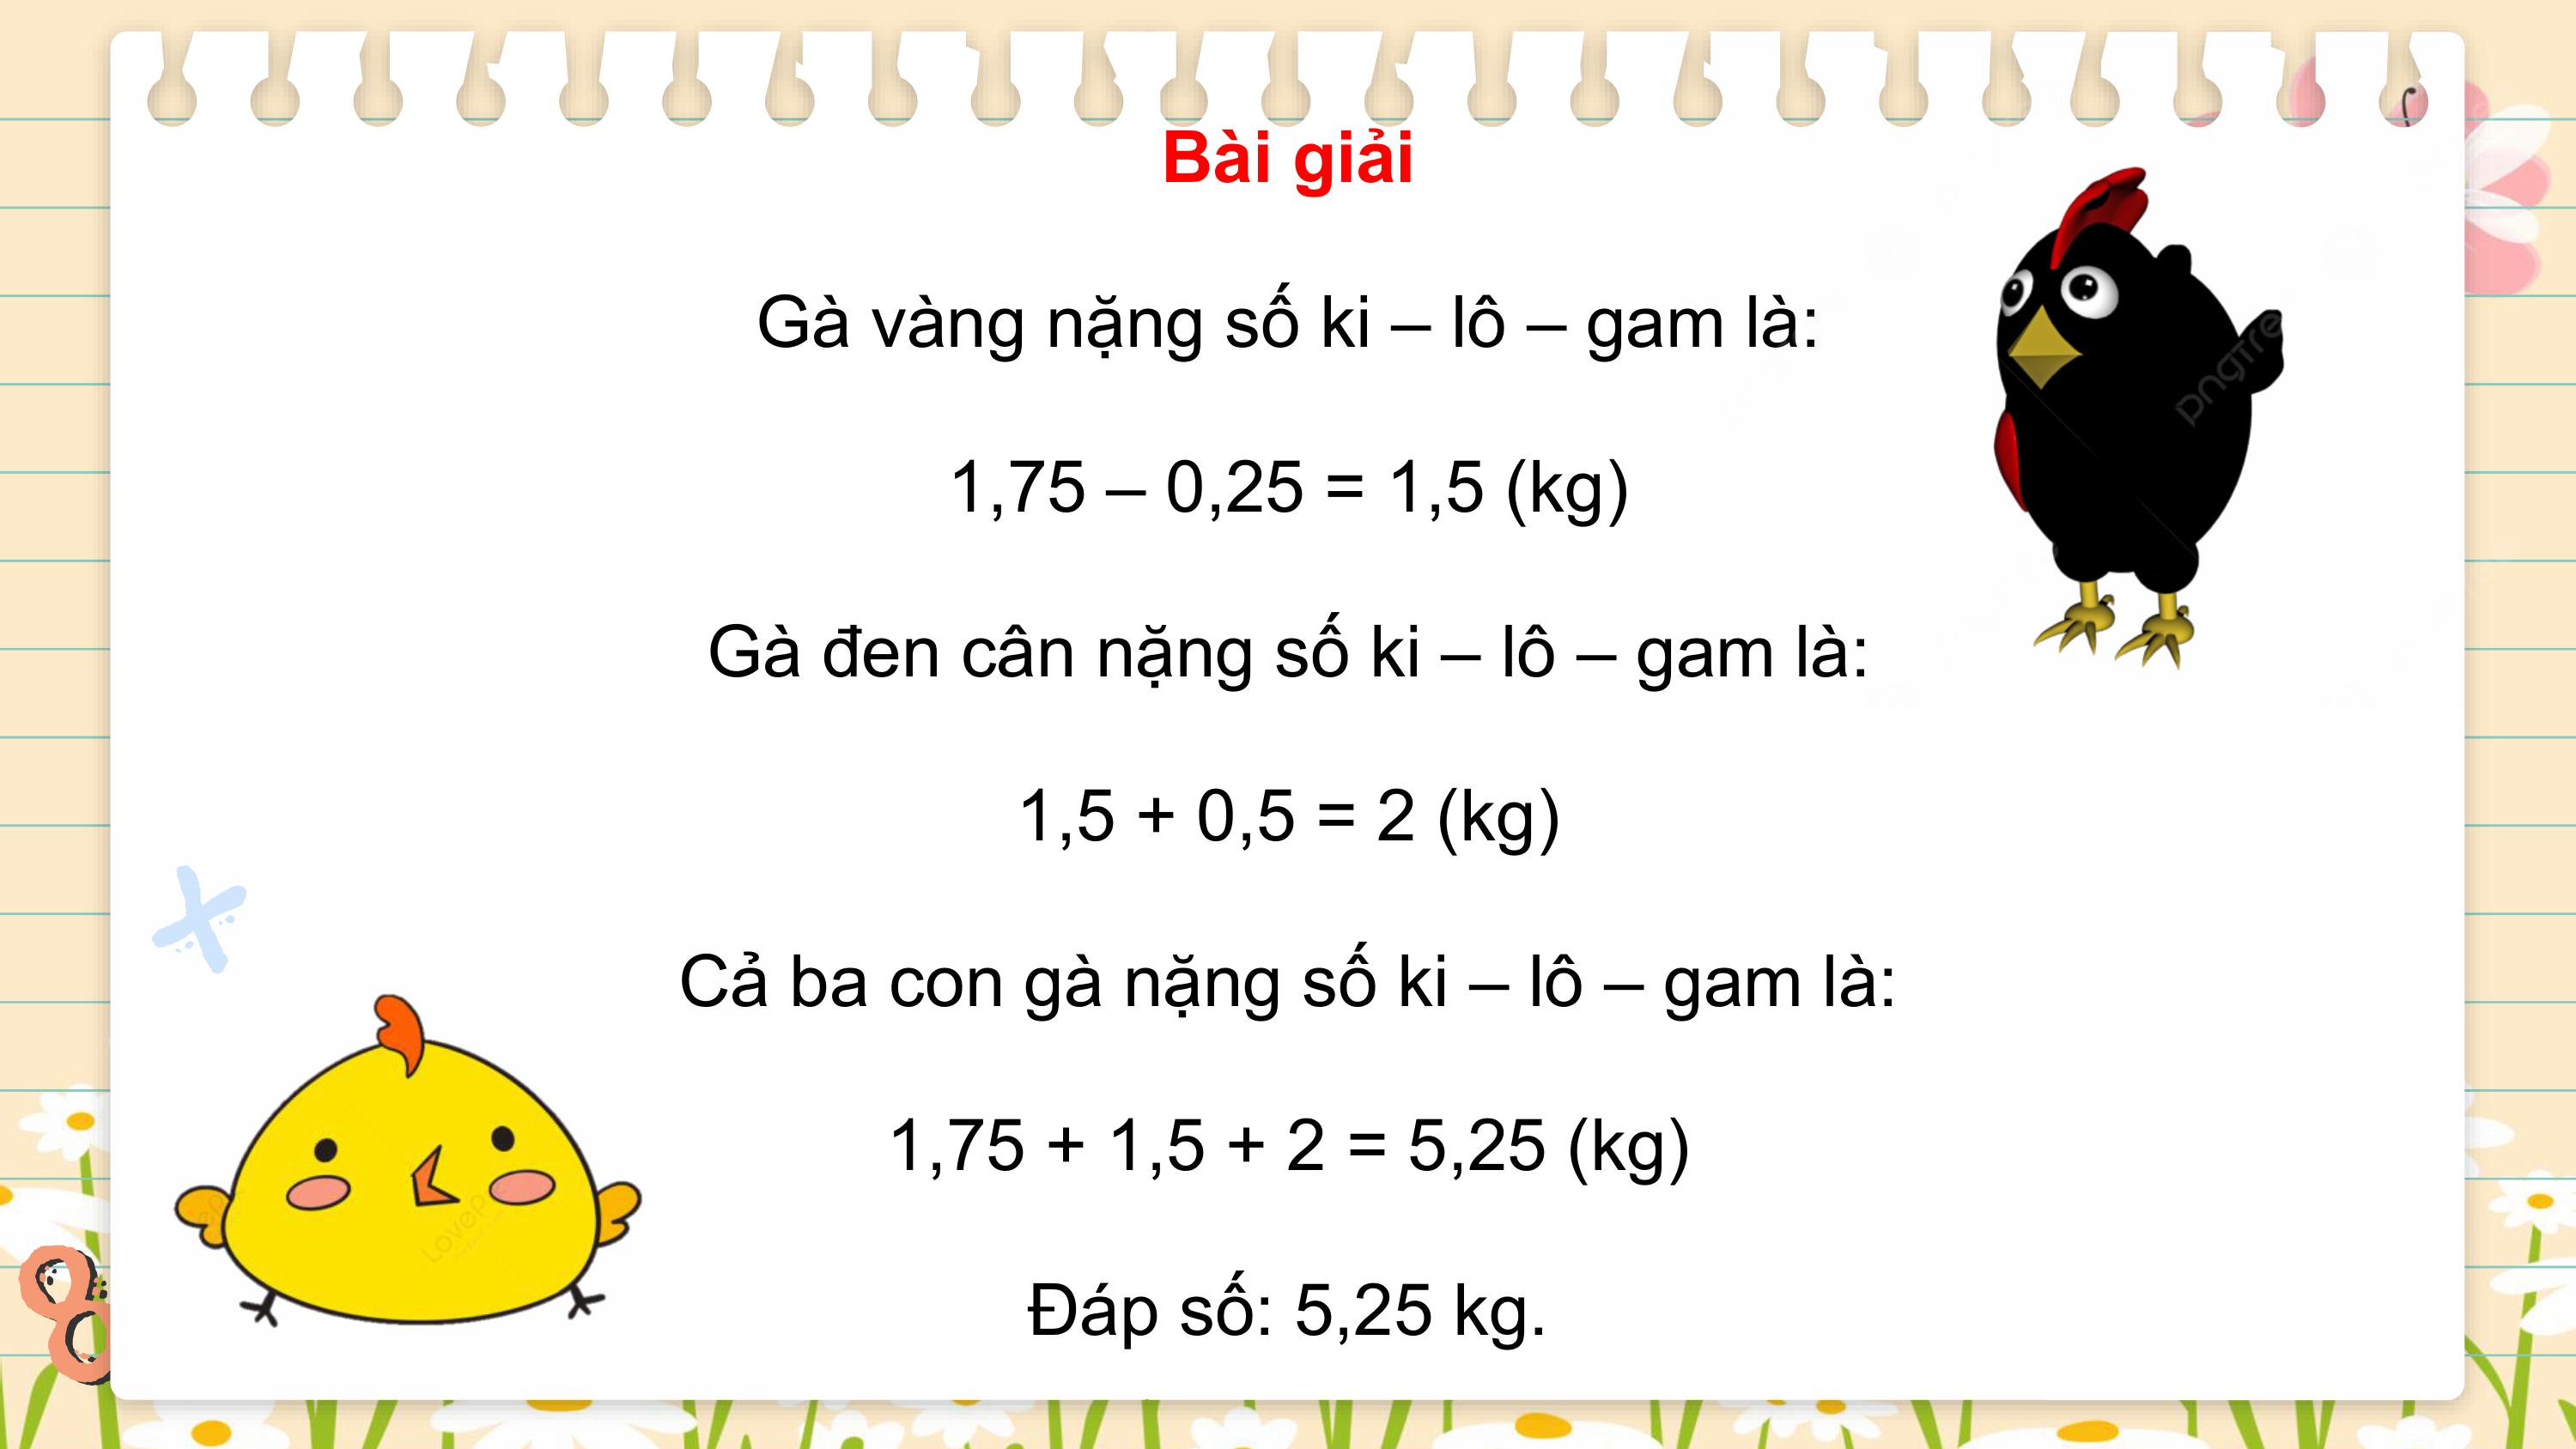 Bài giải
Gà vàng nặng số ki – lô – gam là:
1,75 – 0,25 = 1,5 (kg)
Gà đen cân nặng số ki – lô – gam là:
1,5 + 0,5 = 2 (kg)
Cả ba con gà nặng số ki – lô – gam là:
1,75 + 1,5 + 2 = 5,25 (kg)
Đáp số: 5,25 kg.
pngtree
8